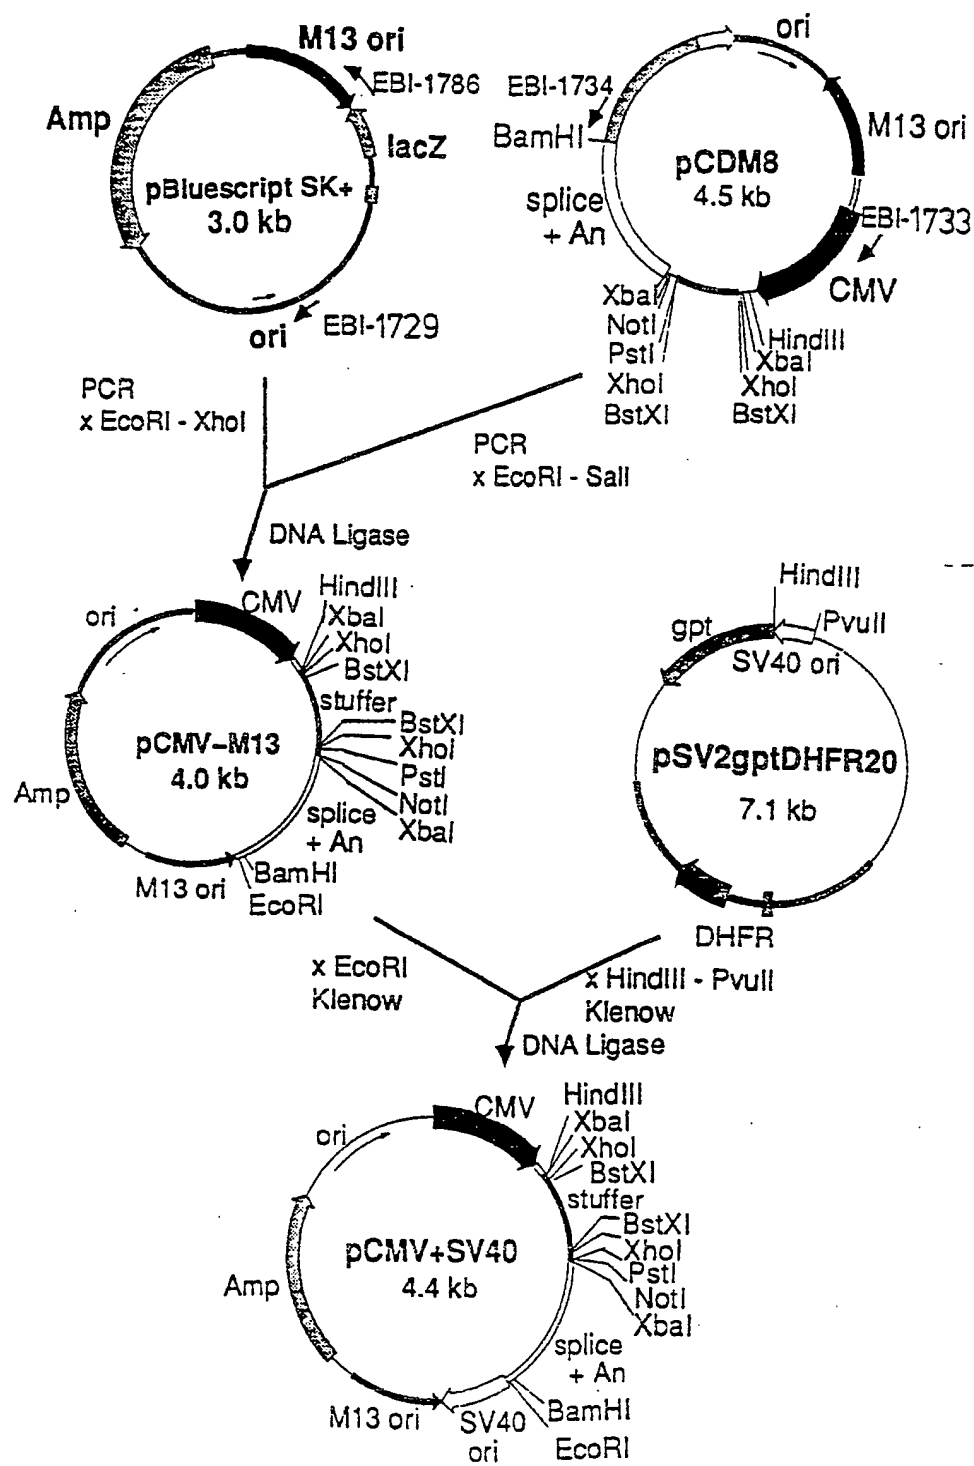 M13 ori
EBI-1786
Amp
lacZ
pBluescript SK+
3.0 kb
ori
EBI-1729
ori
EBI-1734
BamHI
M13 ori
pCDM8
4.5 kb
splice
+ An
EBI-1733
CMV
XbaI
NotI
PstI
XhoI
BstXI
HindIII
XbaI
XhoI
BstXI
PCR
x EcoRI - XhoI
PCR
x EcoRI - SalI
DNA Ligase
ori
CMV
HindIII
XbaI
XhoI
BstXI
stuffer
BstXI
XhoI
PstI
NotI
XbaI
pCMV-M13
4.0 kb
Amp
splice
+ An
M13 ori
BamHI
EcoRI
HindIII
gpt
PvuII
SV40 ori
pSV2gptDHFR20
7.1 kb
DHFR
x EcoRI
Klenow
x HindIII - PvuII
Klenow
DNA Ligase
ori
CMV
HindIII
XbaI
XhoI
BstXI
stuffer
BstXI
XhoI
PstI
NotI
XbaI
pCMV+SV40
4.4 kb
Amp
splice
+ An
M13 ori
SV40
ori
BamHI
EcoRI